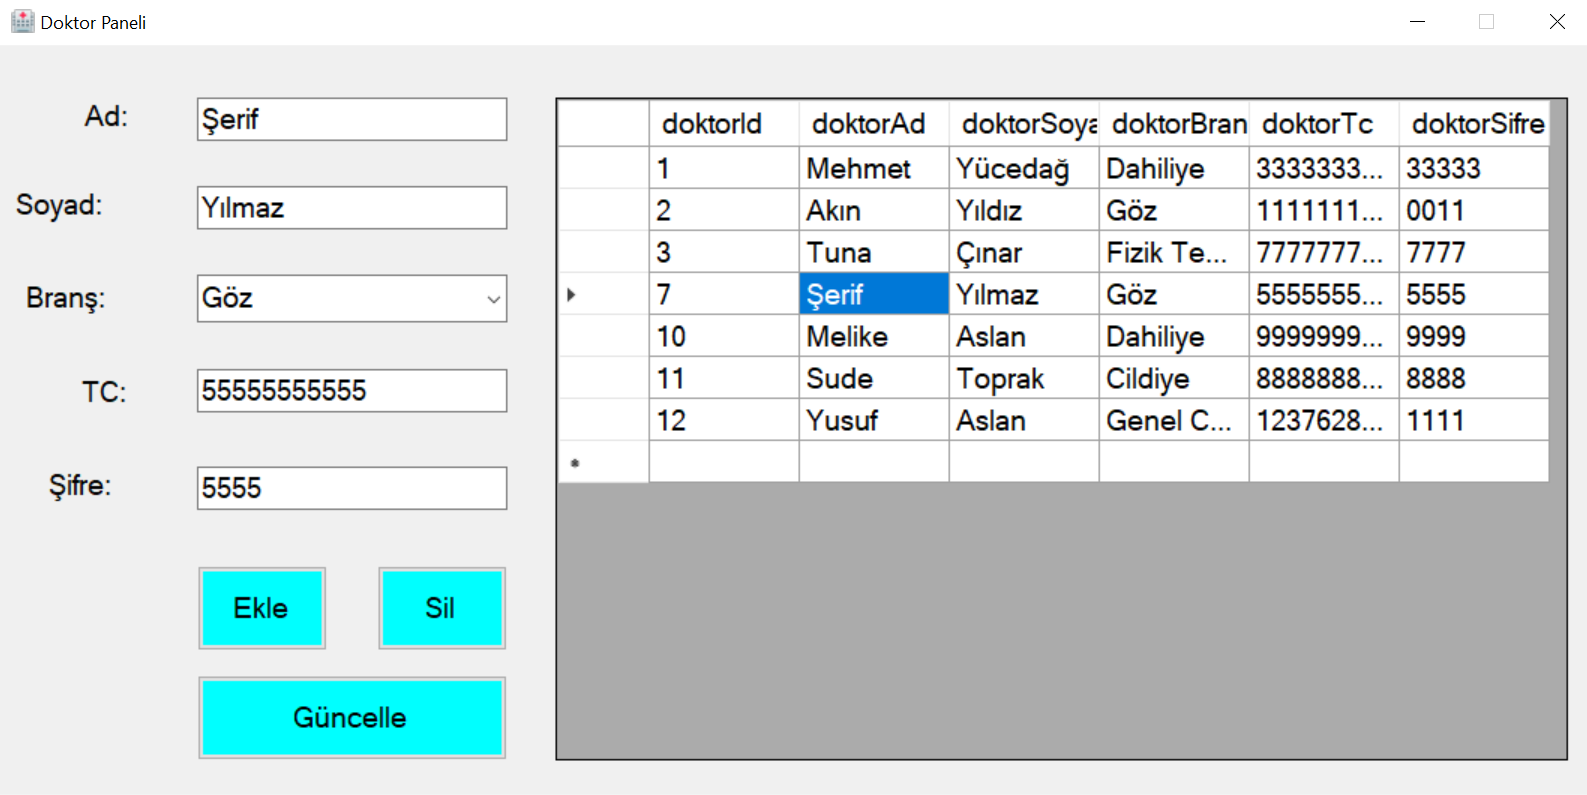 Doktor Paneli
Ad: Şerif
Soyad: Yılmaz
Branş: Göz
TC: 55555555555
Şifre: 5555
Ekle Sil
Güncelle
doktorId doktorAd doktorSoya doktorBran doktorTc doktorSifre
1 Mehmet Yücedağ Dahiliye 3333333... 33333
2 Akın Yıldız Göz 1111111... 0011
3 Tuna Çınar Fizik Te... 7777777... 7777
7 Şerif Yılmaz Göz 5555555... 5555
10 Melike Aslan Dahiliye 9999999... 9999
11 Sude Toprak Cildiye 8888888... 8888
12 Yusuf Aslan Genel C... 1237628... 1111